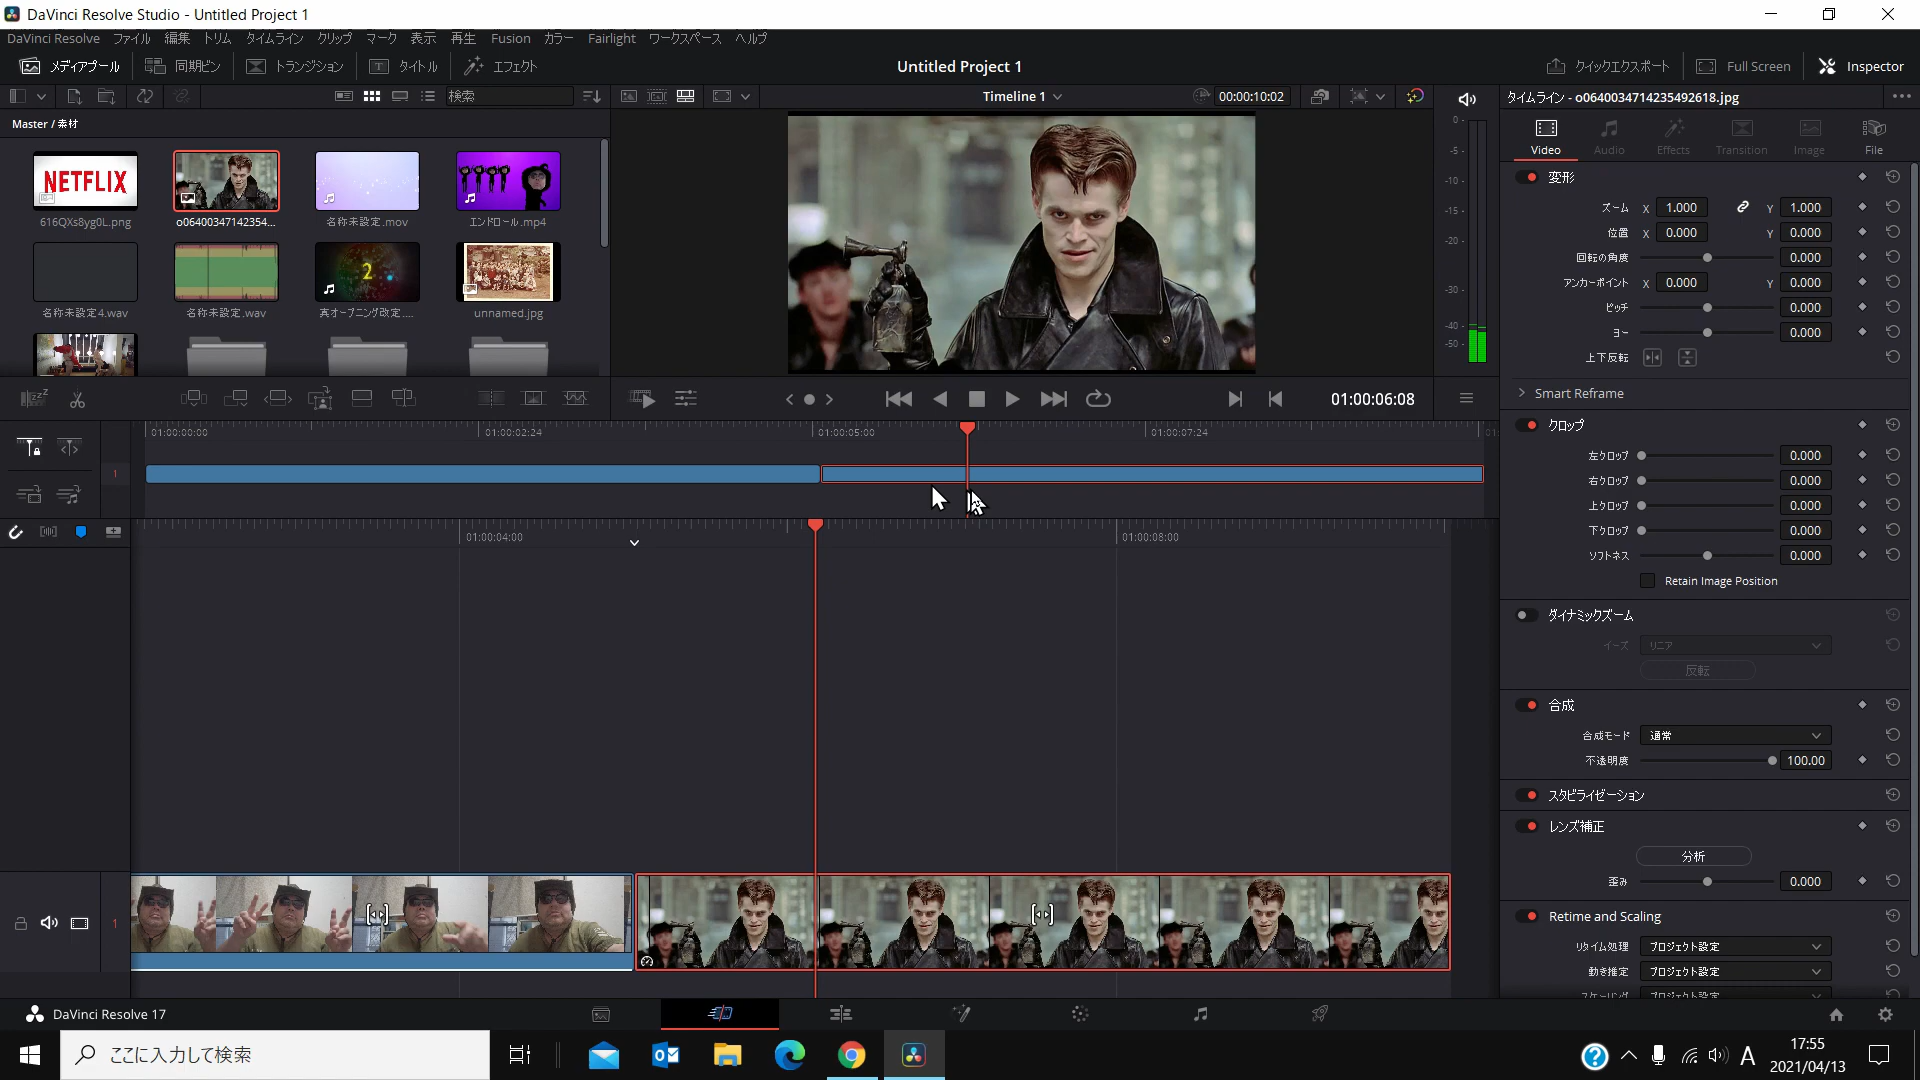 DaVinci Resolve Studio - Untitled Project 1
DaVinci Resolve ファイル 編集 トリム タイムライン クリップ マーク 表示 再生 Fusion カラー Fairlight ワークスペース ヘルプ
メディアプール 同期ビン トランジション タイトル エフェクト
Untitled Project 1
クイックエクスポート Full Screen Inspector
検索
Timeline 1
00:00:10:02
タイムライン - o0640034714235492618.jpg
Master / 素材
NETFLIX
616QXs8yg0L.png
o06400347142354...
名称未設定.mov
エンドロール.mp4
2
名称未設定4.wav
名称未設定.wav
真オープニング改定....
unnamed.jpg
0
-5
-10
-15
-20
-30
-40
-50
01:00:06:08
Video Audio Effects Transition Image File
変形
ズーム X 1.000 Y 1.000
位置 X 0.000 Y 0.000
回転の角度 0.000
アンカーポイント X 0.000 Y 0.000
ピッチ 0.000
ヨー 0.000
上下反転
Smart Reframe
クロップ
左クロップ 0.000
右クロップ 0.000
上クロップ 0.000
下クロップ 0.000
ソフトネス 0.000
Retain Image Position
ダイナミックズーム
イーズ リニア
反転
合成
合成モード 通常
不透明度 100.00
スタビライゼーション
レンズ補正
分析
歪み 0.000
Retime and Scaling
リタイム処理 プロジェクト設定
動き推定 プロジェクト設定
スケーリング プロジェクト設定
01:00:00:00 01:00:02:24 01:00:05:00 01:00:07:24 01
1
01:00:04:00 01:00:08:00
1
DaVinci Resolve 17
ここに入力して検索
A
17:55
2021/04/13